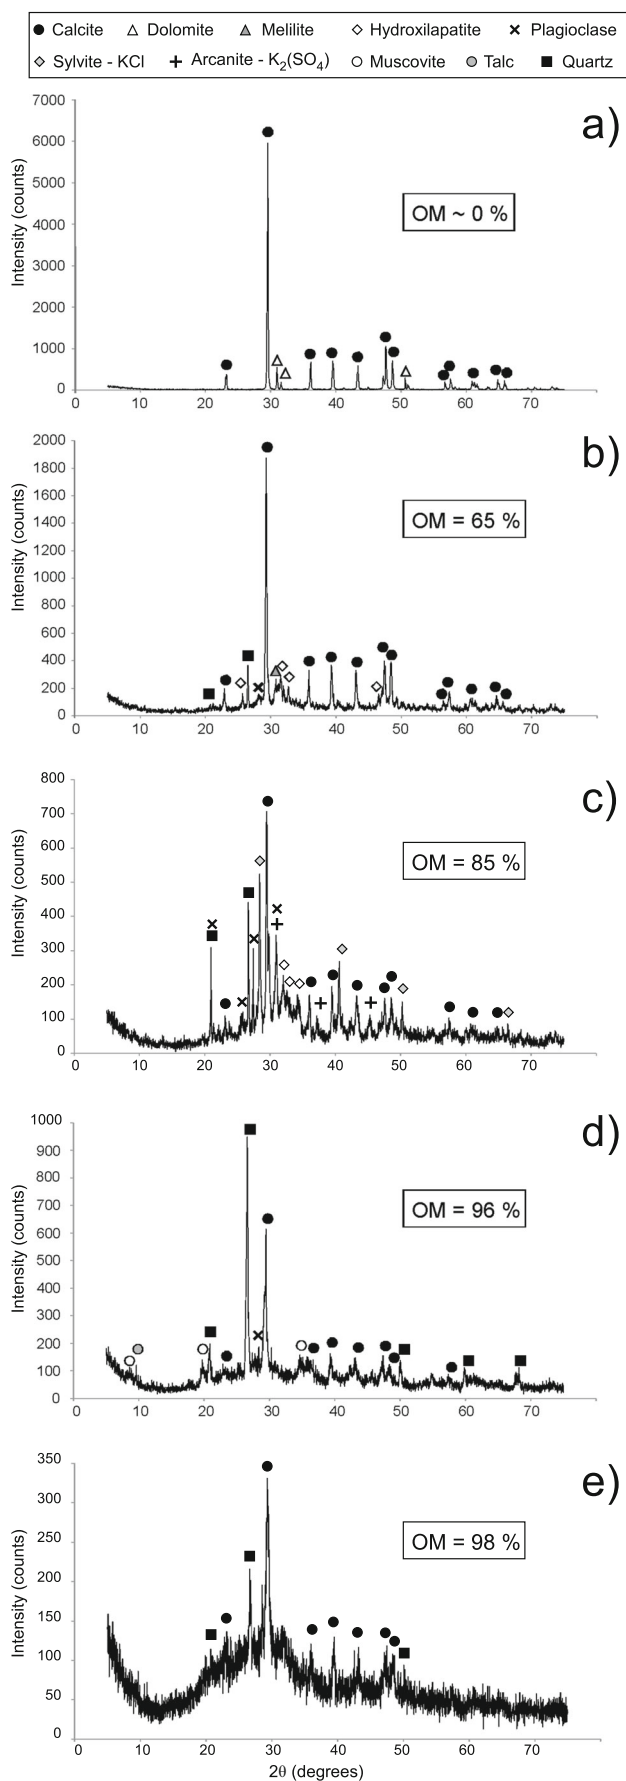 Calcite Dolomite Melilite Hydroxilapatite Plagioclase
Sylvite - KCl Arcanite - K2(SO4) Muscovite Talc Quartz
a)
Intensity (counts)
7000
6000
5000
4000
3000
2000
1000
0
OM ~ 0 %
0 10 20 30 40 50 60 70
b)
Intensity (counts)
2000
1800
1600
1400
1200
1000
800
600
400
200
0
OM = 65 %
0 10 20 30 40 50 60 70
c)
Intensity (counts)
800
700
600
500
400
300
200
100
0
OM = 85 %
0 10 20 30 40 50 60 70
d)
Intensity (counts)
1000
900
800
700
600
500
400
300
200
100
0
OM = 96 %
0 10 20 30 40 50 60 70
e)
Intensity (counts)
350
300
250
200
150
100
50
0
OM = 98 %
0 10 20 30 40 50 60 70
2θ (degrees)